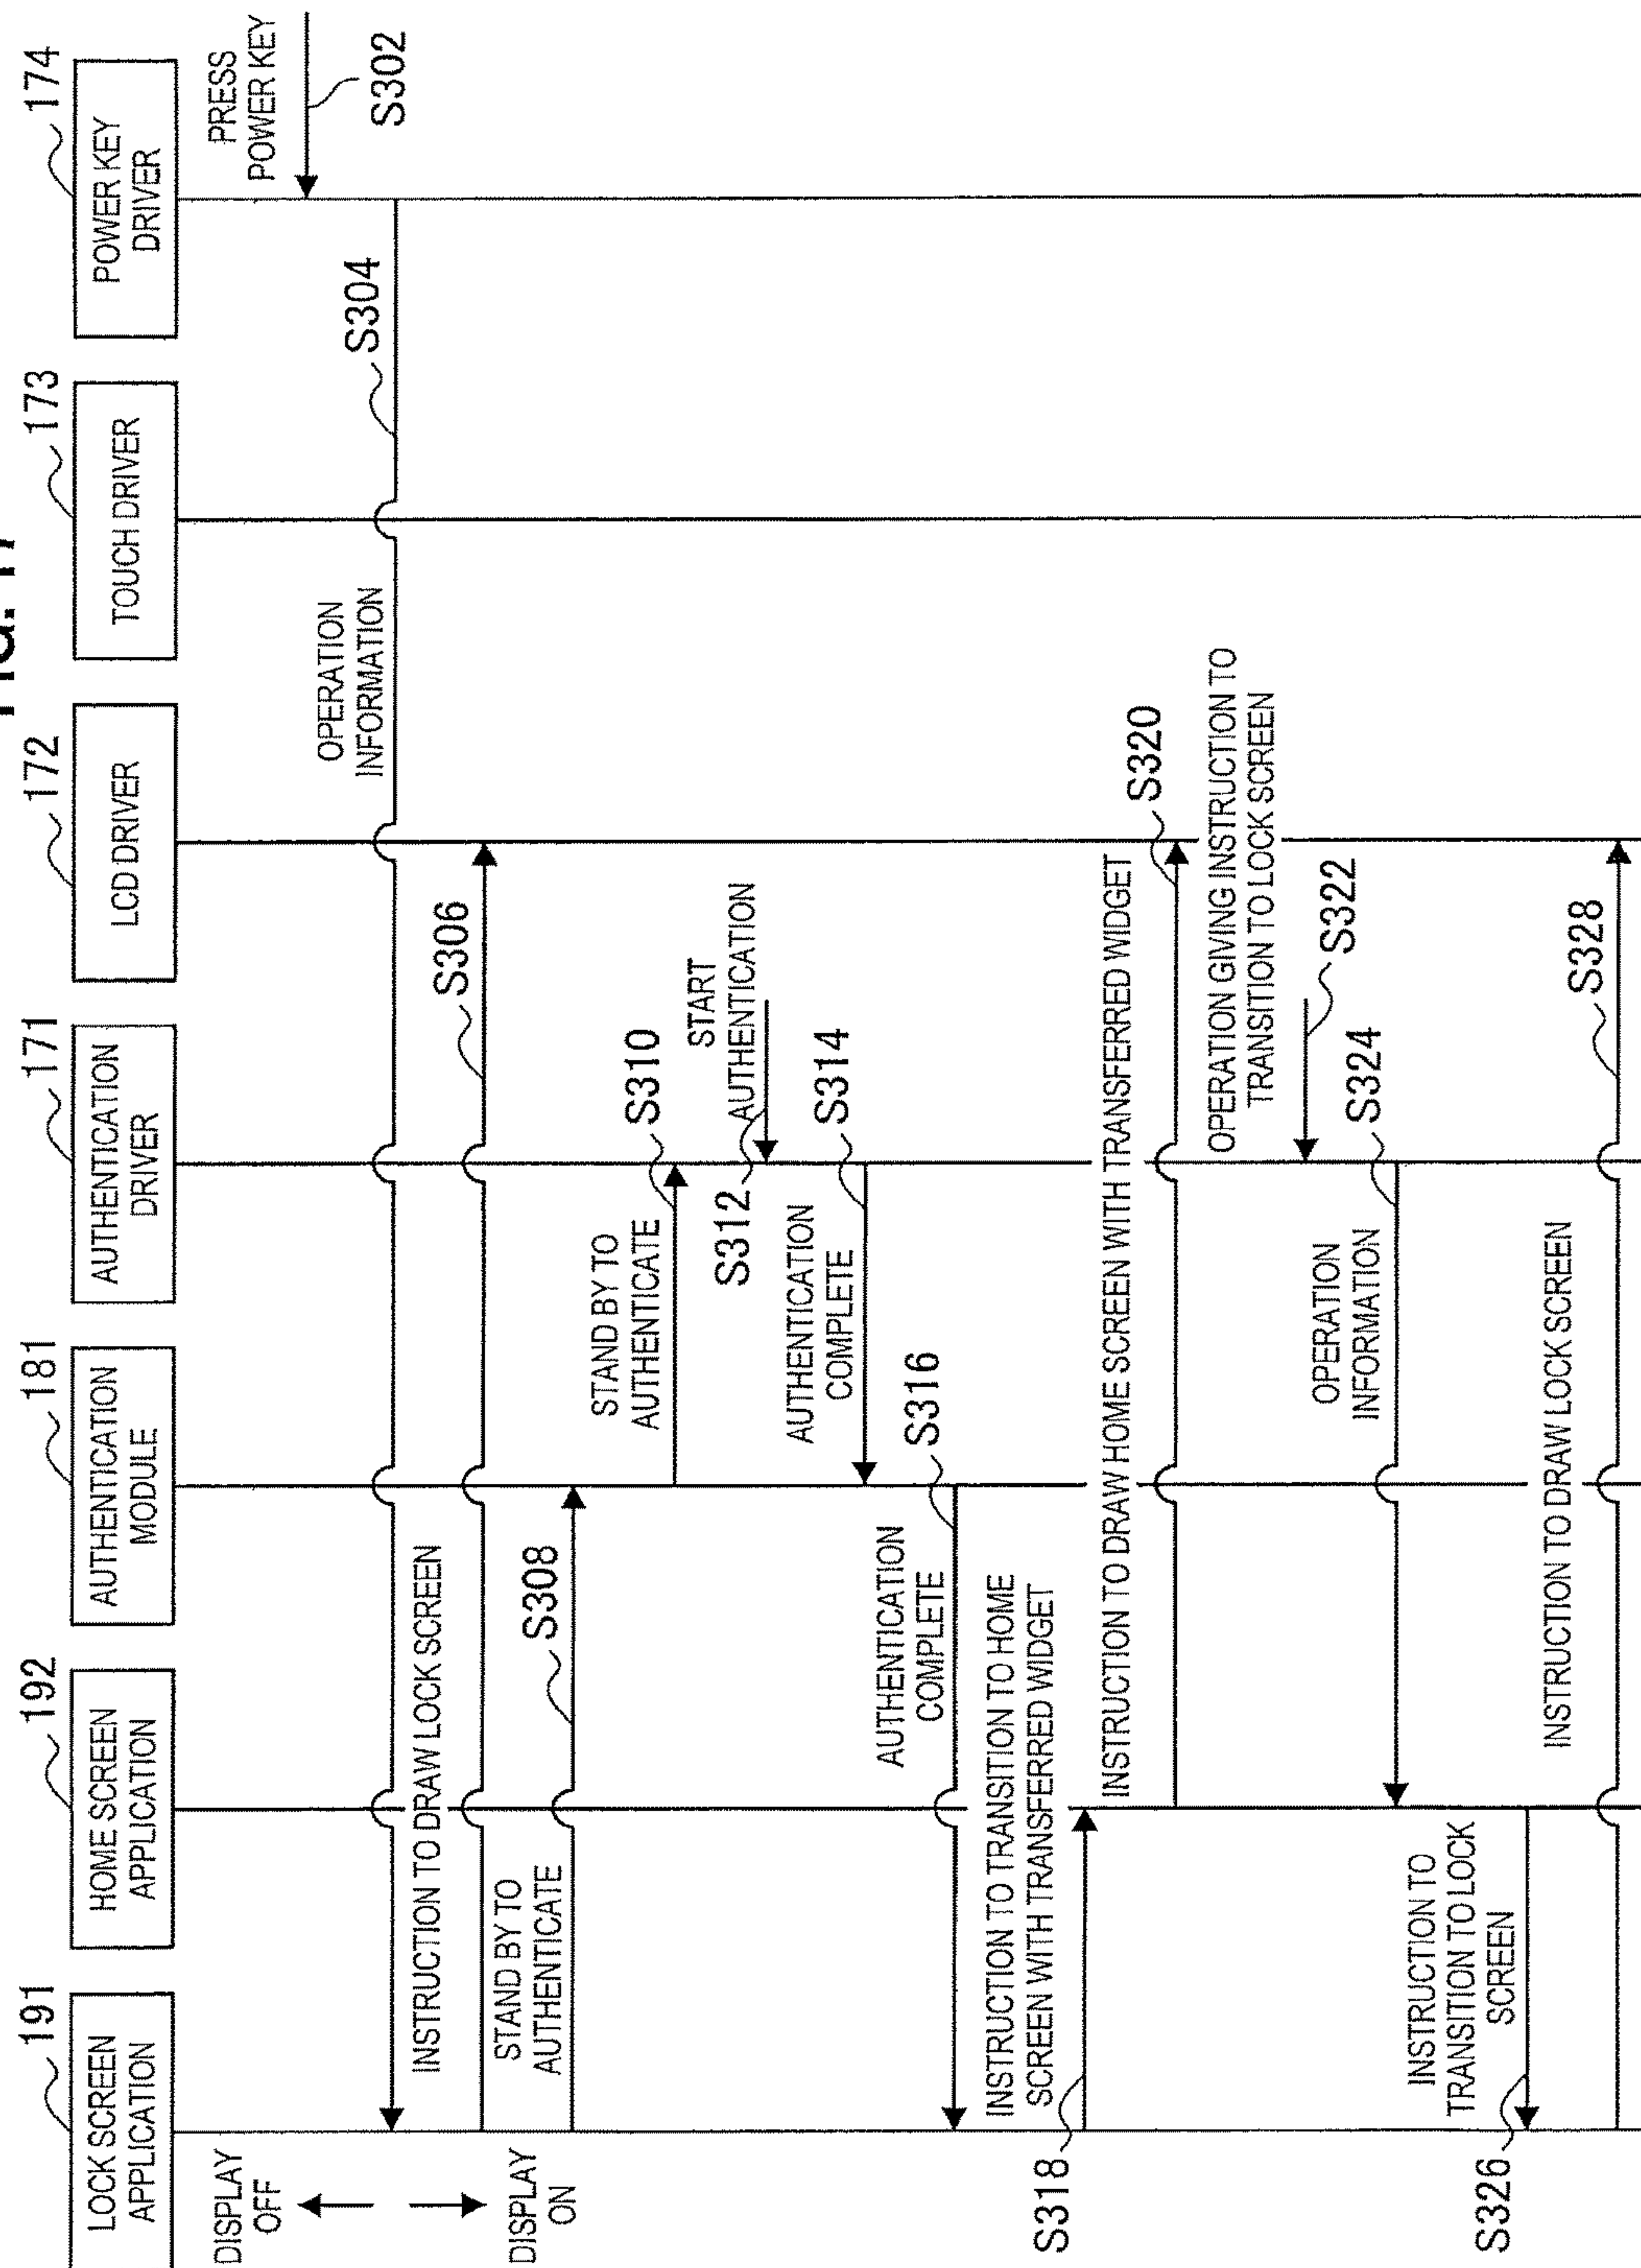 191
LOCK SCREEN
APPLICATION
192
HOME SCREEN
APPLICATION
181
AUTHENTICATION
MODULE
171
AUTHENTICATION
DRIVER
172
LCD DRIVER
173
TOUCH DRIVER
174
POWER KEY
DRIVER
DISPLAY
OFF
DISPLAY
ON
PRESS
POWER KEY
S302
S304
OPERATION
INFORMATION
INSTRUCTION TO DRAW LOCK SCREEN
S306
STAND BY TO
AUTHENTICATE
S308
STAND BY TO
AUTHENTICATE
S310
START
AUTHENTICATION
S312
AUTHENTICATION
COMPLETE
S314
AUTHENTICATION
COMPLETE
S316
INSTRUCTION TO TRANSITION TO HOME
SCREEN WITH TRANSFERRED WIDGET
S318
INSTRUCTION TO DRAW HOME SCREEN WITH TRANSFERRED WIDGET
S320
OPERATION GIVING INSTRUCTION TO
TRANSITION TO LOCK SCREEN
S322
OPERATION
INFORMATION
S324
INSTRUCTION TO
TRANSITION TO LOCK
SCREEN
S326
INSTRUCTION TO DRAW LOCK SCREEN
S328